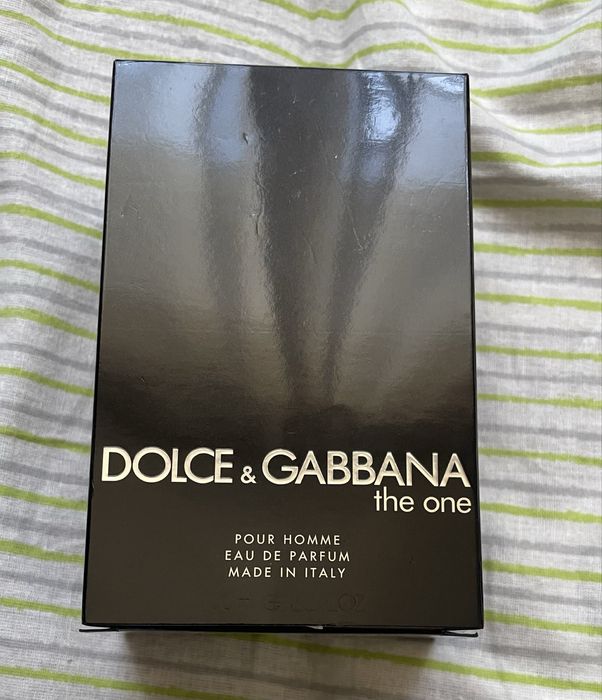 DOLCE & GABBANA
the one
POUR HOMME
EAU DE PARFUM
MADE IN ITALY